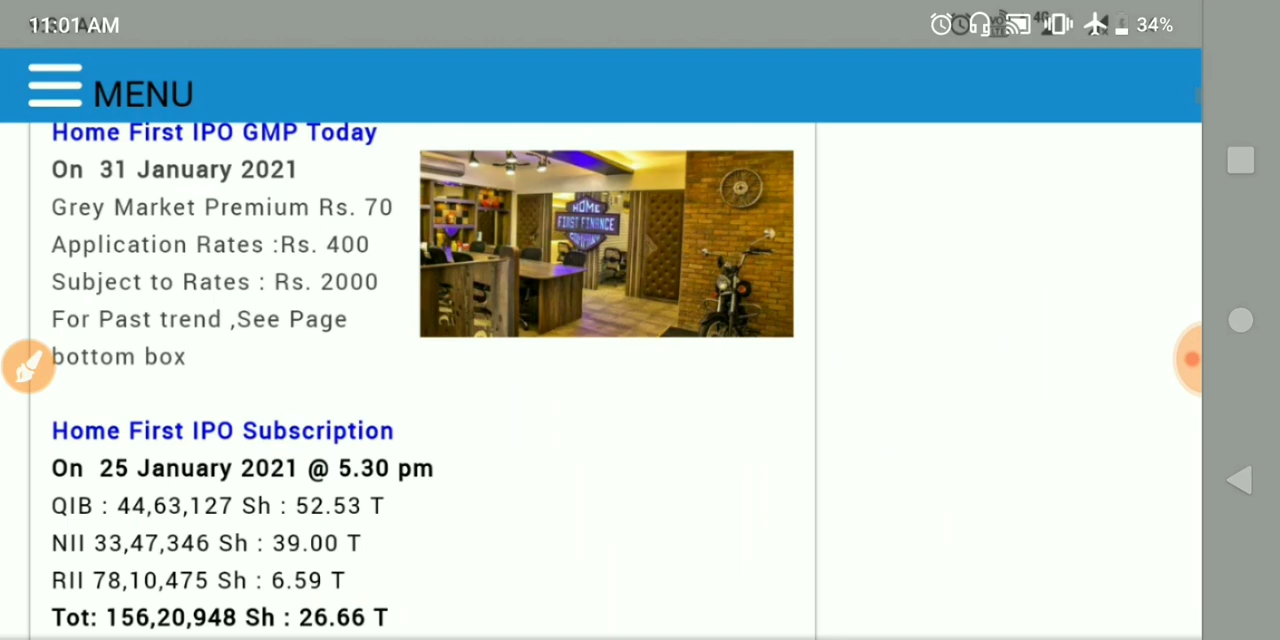 11:01 AM
34%
MENU
Home First IPO GMP Today
On 31 January 2021
Grey Market Premium Rs. 70
Application Rates :Rs. 400
Subject to Rates : Rs. 2000
For Past trend ,See Page
bottom box
HOME
FIRST FINANCE
Home First IPO Subscription
On 25 January 2021 @ 5.30 pm
QIB : 44,63,127 Sh : 52.53 T
NII 33,47,346 Sh : 39.00 T
RII 78,10,475 Sh : 6.59 T
Tot: 156,20,948 Sh : 26.66 T